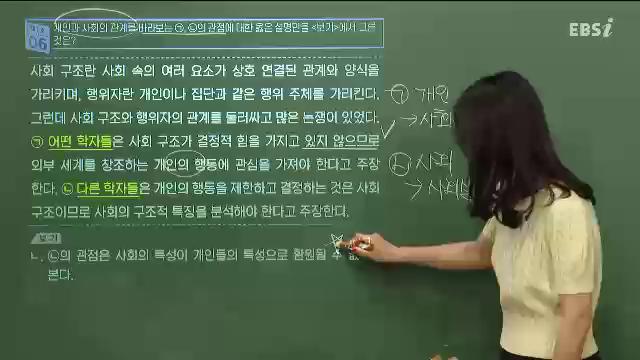 EBSi
06
개인과 사회의 관계를 바라보는 ㉠, ㉡의 관점에 대한 옳은 설명만을 <보기>에서 고른
것은?
사회 구조란 사회 속의 여러 요소가 상호 연결된 관계와 양식을
가리키며, 행위자란 개인이나 집단과 같은 행위 주체를 가리킨다.
그런데 사회 구조와 행위자의 관계를 둘러싸고 많은 논쟁이 있었다.
㉠ 어떤 학자들은 사회 구조가 결정적 힘을 가지고 있지 않으므로
외부 세계를 창조하는 개인의 행동에 관심을 가져야 한다고 주장
한다. ㉡ 다른 학자들은 개인의 행동을 제한하고 결정하는 것은 사회
구조이므로 사회의 구조적 특징을 분석해야 한다고 주장한다.
보기
ㄴ. ㉡의 관점은 사회의 특성이 개인들의 특성으로 환원될 수 없
본다.
㉠ 개인
→ 사회
㉡ 사회
→ 사회